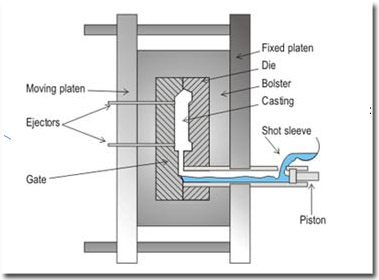 Fixed platen
Die
Bolster
Casting
Moving platen
Ejectors
Shot sleeve
Gate
Piston